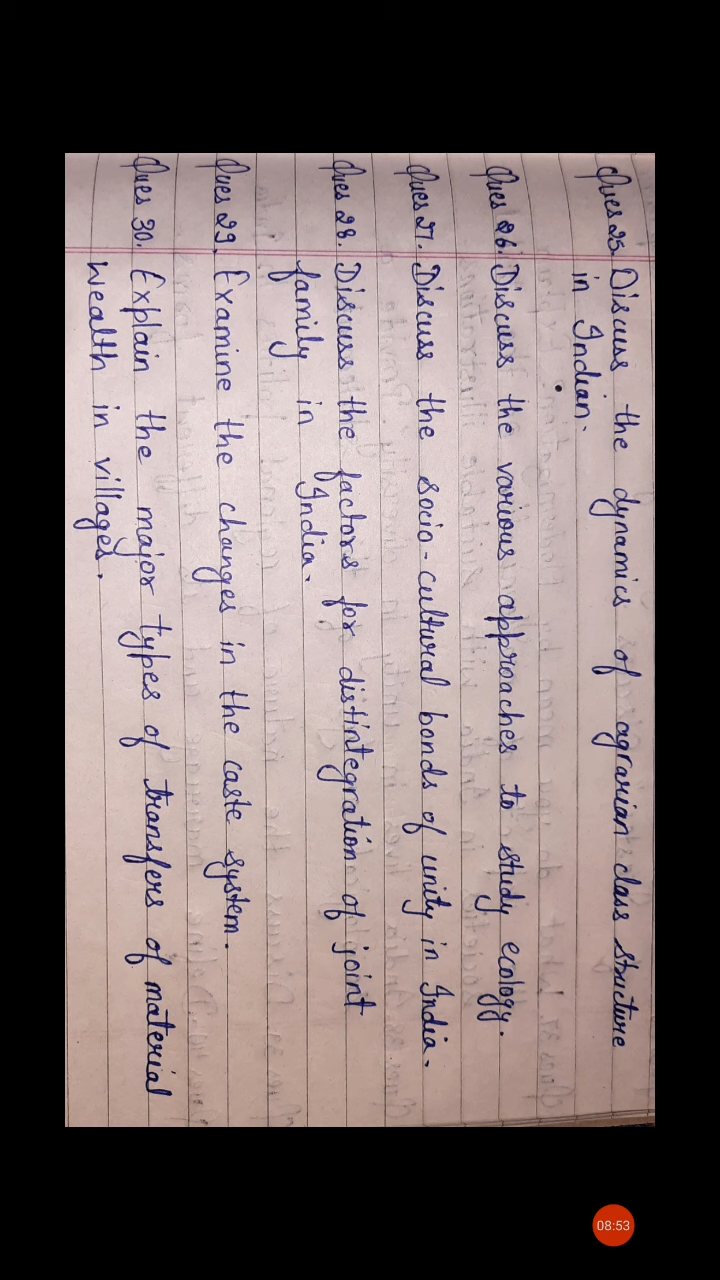 Ques 25. Discuss the dynamics of agrarian class structure
in Indian.
Ques 26. Discuss the various approaches to study ecology.
Ques 27. Discuss the socio-cultural bonds of unity in India.
Ques 28. Discuss the factors for distintegration of joint
family in India.
Ques 29. Examine the changes in the caste system.
Ques 30. Explain the major types of transfers of material
wealth in villages.
08:53